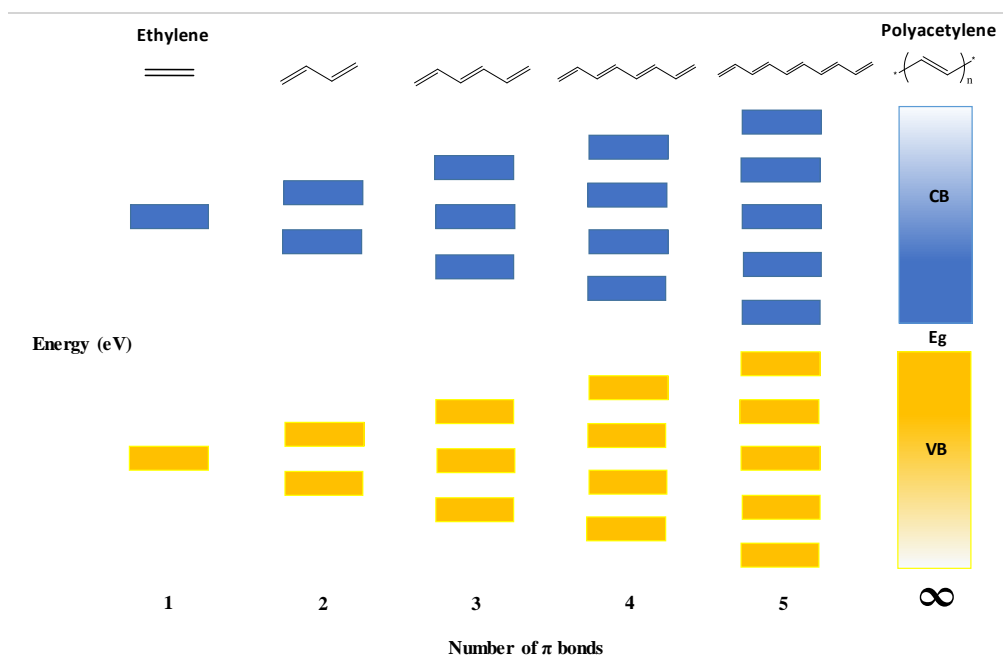 Ethylene
Polyacetylene
* ( ) n *
CB
Energy (eV)
Eg
VB
1 2 3 4 5 ∞
Number of π bonds